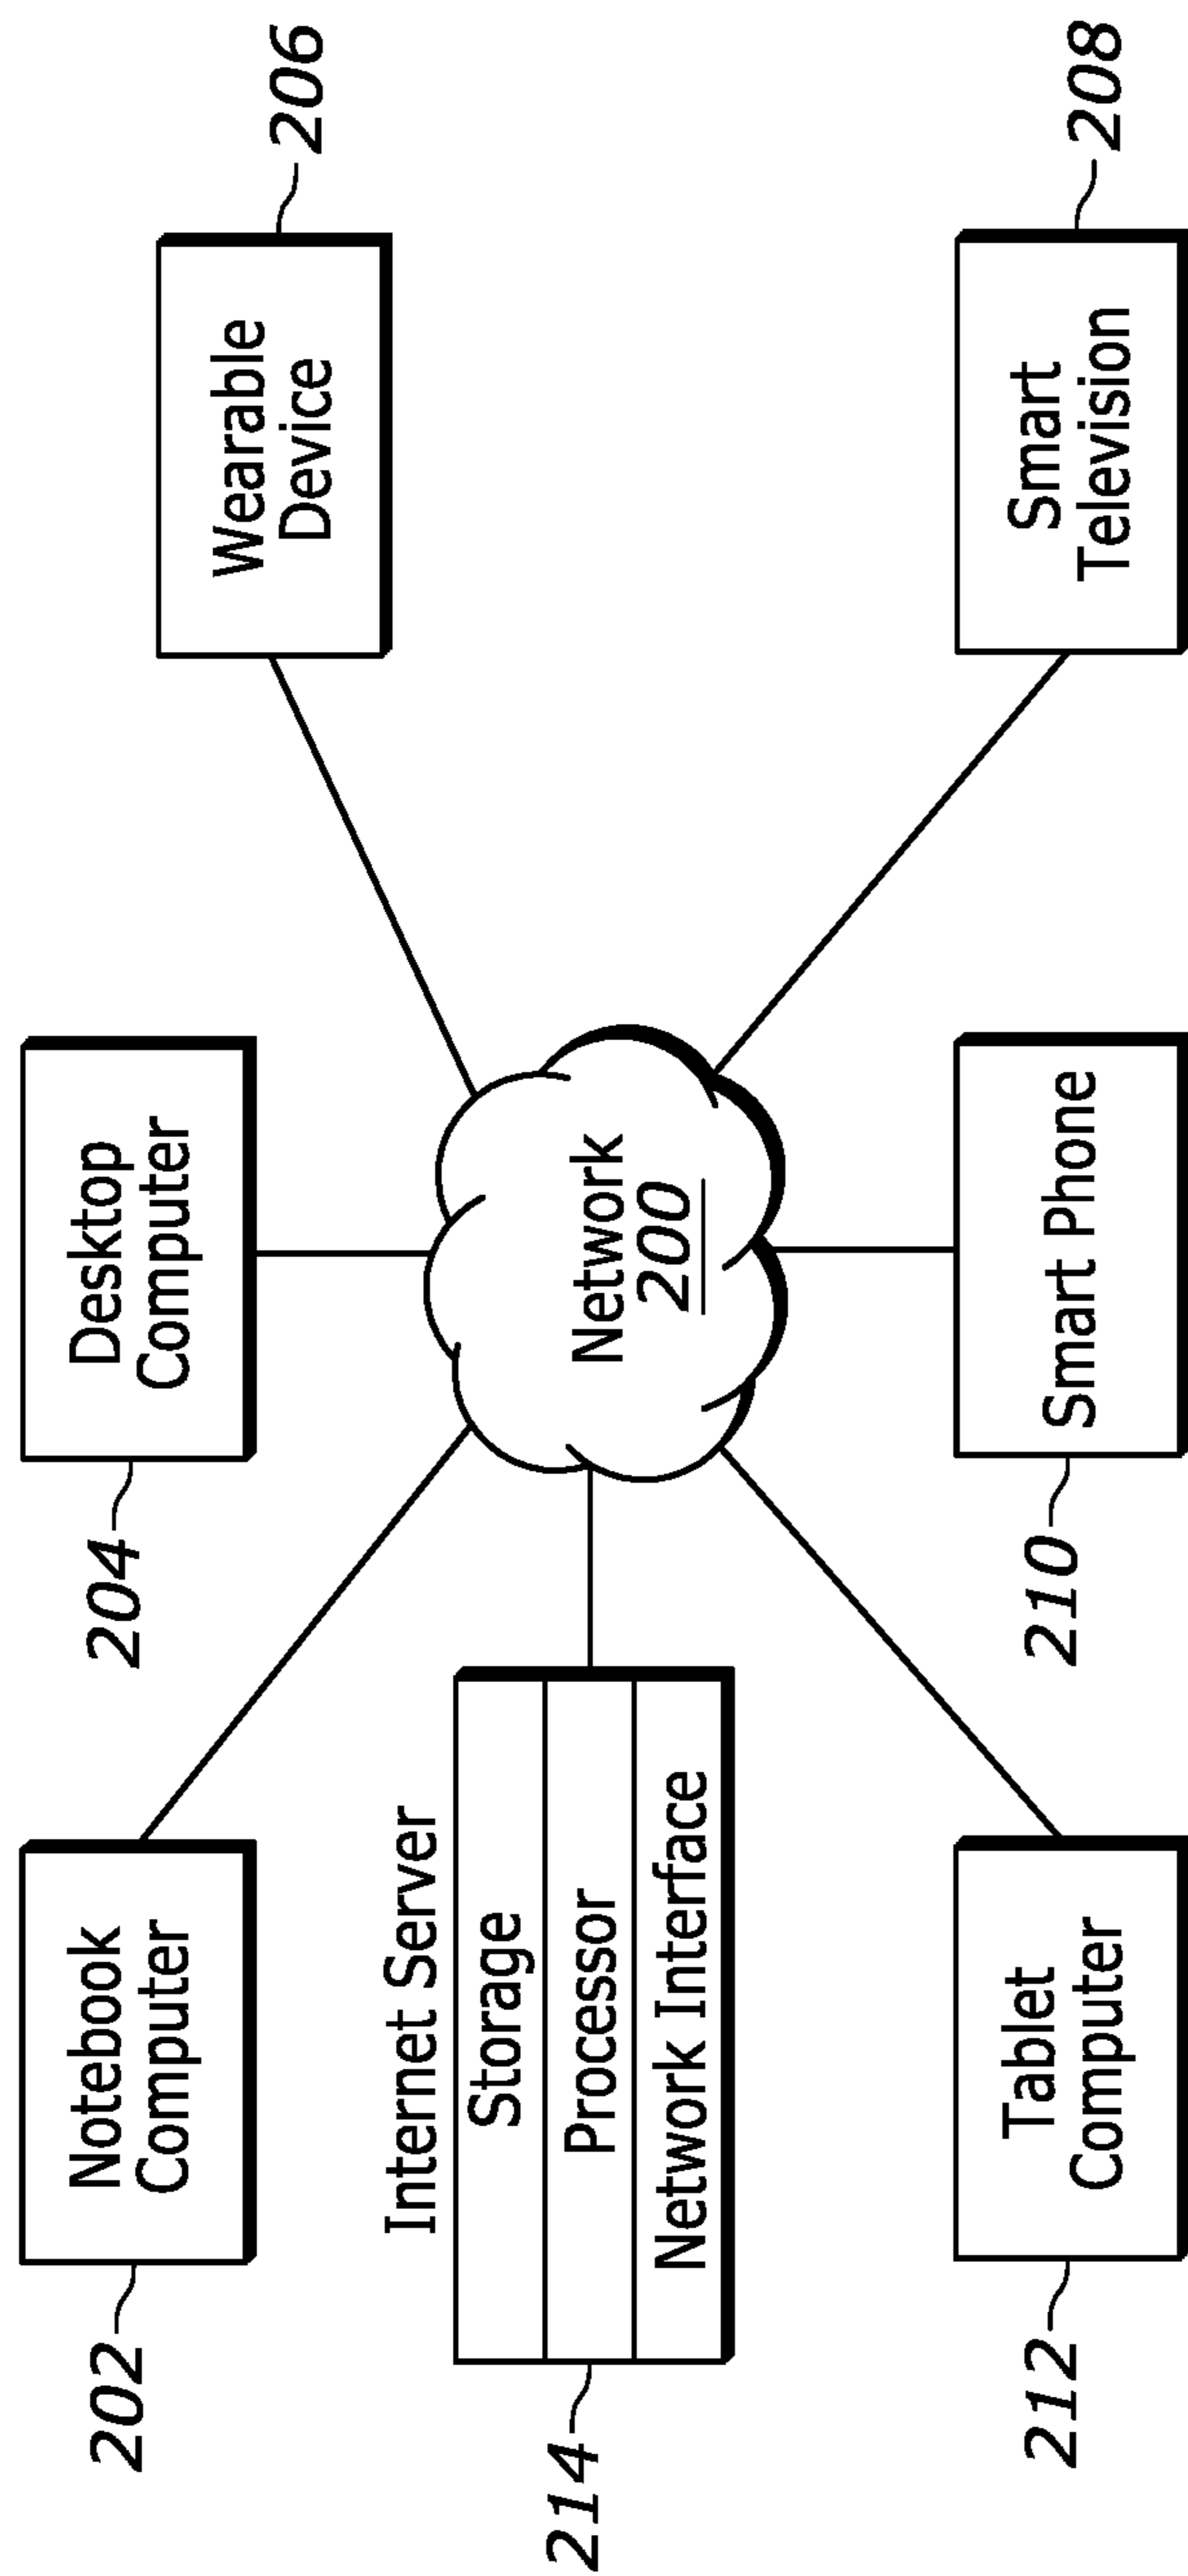 202
Notebook
Computer
204
Desktop
Computer
Wearable
Device
206
Internet Server
214
Storage
Processor
Network Interface
Network
200
212
Tablet
Computer
210
Smart Phone
Smart
Television
208